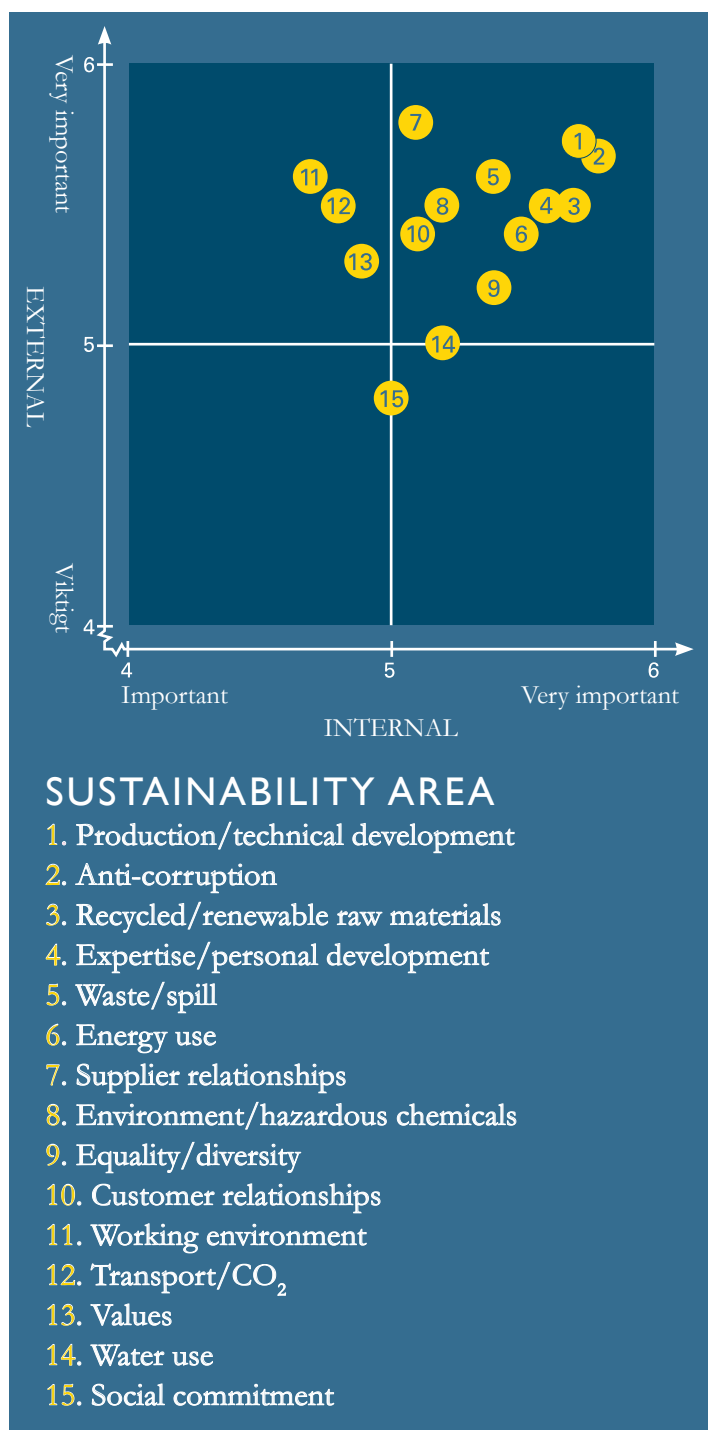 6
Very important
7
1
2
11
5
12
8
4
3
10
6
13
9
EXTERNAL
5
14
15
Viktigt
4
4
5
6
Important
Very important
INTERNAL
SUSTAINABILITY AREA
1. Production/technical development
2. Anti-corruption
3. Recycled/renewable raw materials
4. Expertise/personal development
5. Waste/spill
6. Energy use
7. Supplier relationships
8. Environment/hazardous chemicals
9. Equality/diversity
10. Customer relationships
11. Working environment
12. Transport/CO₂
13. Values
14. Water use
15. Social commitment